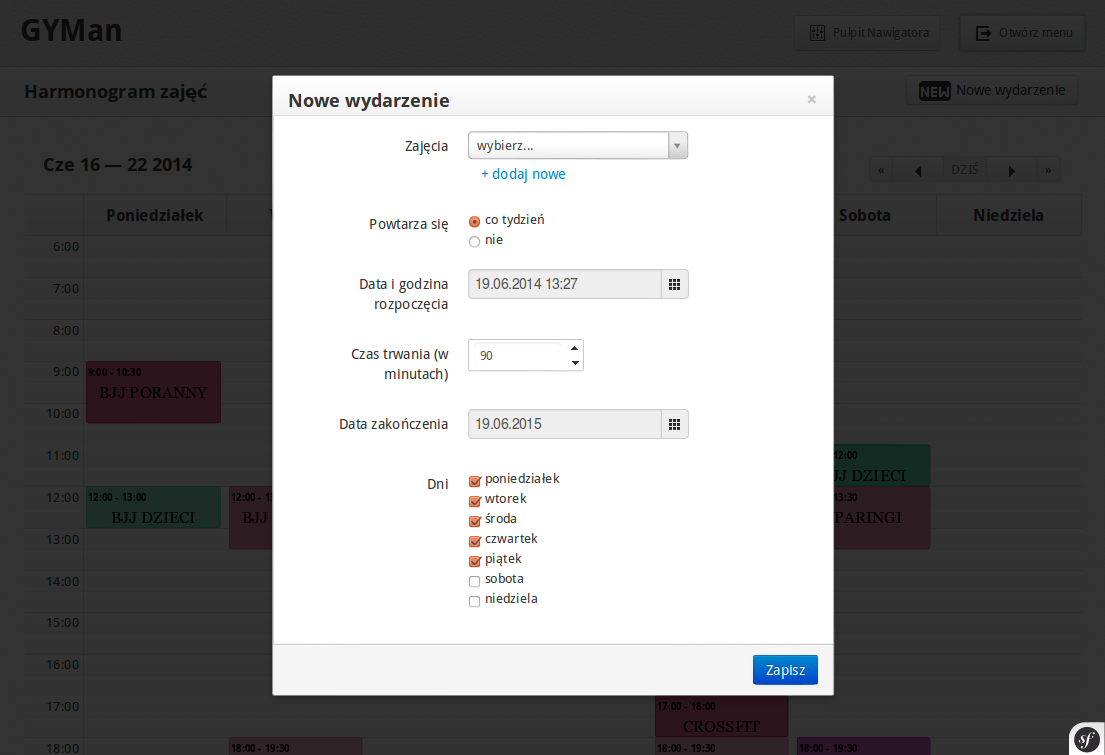 GYMan
Pulpit Nawigatora
Otwórz menu
Harmonogram zajęć
NEW Nowe wydarzenie
Cze 16 — 22 2014
« DZIŚ »
Poniedziałek
Sobota
Niedziela
6:00
7:00
8:00
9:00
10:00
11:00
12:00
13:00
14:00
15:00
16:00
17:00
18:00
9:00 - 10:30
BJJ PORANNY
12:00 - 13:00
BJJ DZIECI
12:00 - 1
BJJ
Nowe wydarzenie
×
Zajęcia
wybierz...
+ dodaj nowe
Powtarza się
co tydzień
nie
Data i godzina
rozpoczęcia
19.06.2014 13:27
Czas trwania (w
minutach)
90
Data zakończenia
19.06.2015
Dni
poniedziałek
wtorek
środa
czwartek
piątek
sobota
niedziela
Zapisz
12:00
JJ DZIECI
13:30
PARINGI
17:00 - 18:00
CROSSFIT
18:00 - 19:30
18:00 - 19:30
18:00 - 19:30
sf